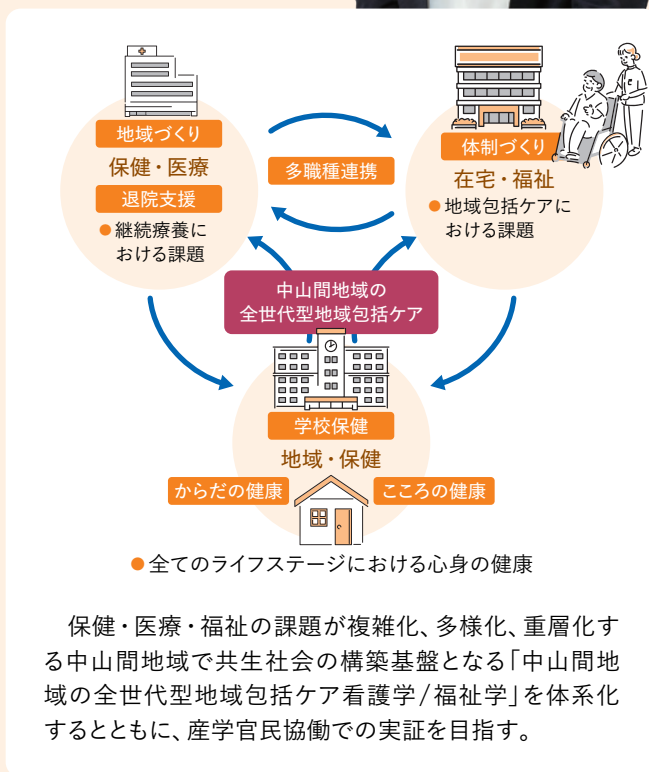 地域づくり
保健・医療
退院支援
●継続療養に
おける課題
多職種連携
体制づくり
在宅・福祉
●地域包括ケアに
おける課題
中山間地域の
全世代型地域包括ケア
学校保健
地域・保健
からだの健康
こころの健康
●全てのライフステージにおける心身の健康
保健・医療・福祉の課題が複雑化、多様化、重層化す
る中山間地域で共生社会の構築基盤となる「中山間地
域の全世代型地域包括ケア看護学/福祉学」を体系化
するとともに、産学官民協働での実証を目指す。